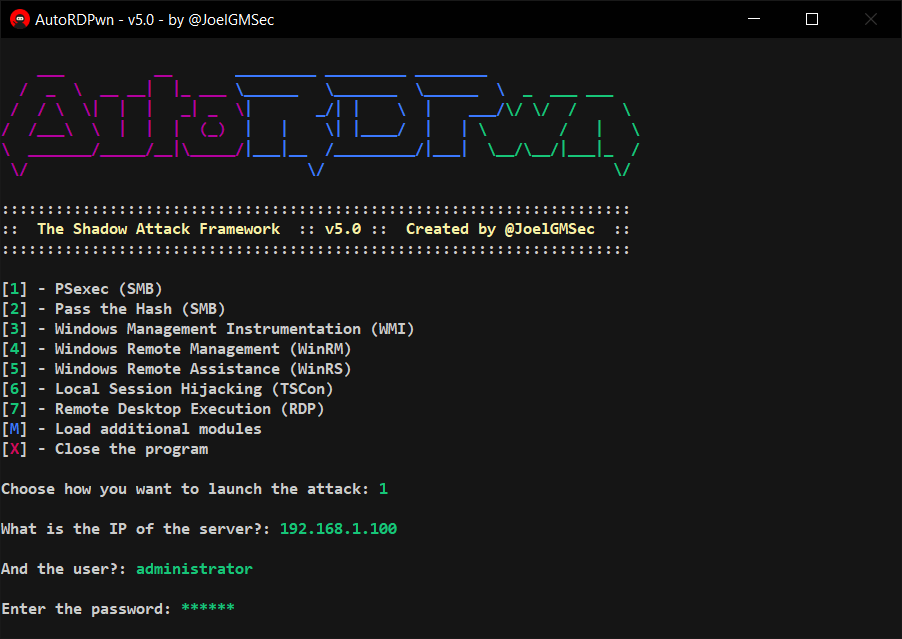 AutoRDPwn - v5.0 - by @JoelGMSec
AutoRDPwn
:::::::::::::::::::::::::::::::::::::::::::::::::::::::::::::::::::::::
:: The Shadow Attack Framework :: v5.0 :: Created by @JoelGMSec ::
:::::::::::::::::::::::::::::::::::::::::::::::::::::::::::::::::::::::
[1] - PSexec (SMB)
[2] - Pass the Hash (SMB)
[3] - Windows Management Instrumentation (WMI)
[4] - Windows Remote Management (WinRM)
[5] - Windows Remote Assistance (WinRS)
[6] - Local Session Hijacking (TSCon)
[7] - Remote Desktop Execution (RDP)
[M] - Load additional modules
[X] - Close the program
Choose how you want to launch the attack: 1
What is the IP of the server?: 192.168.1.100
And the user?: administrator
Enter the password: ******